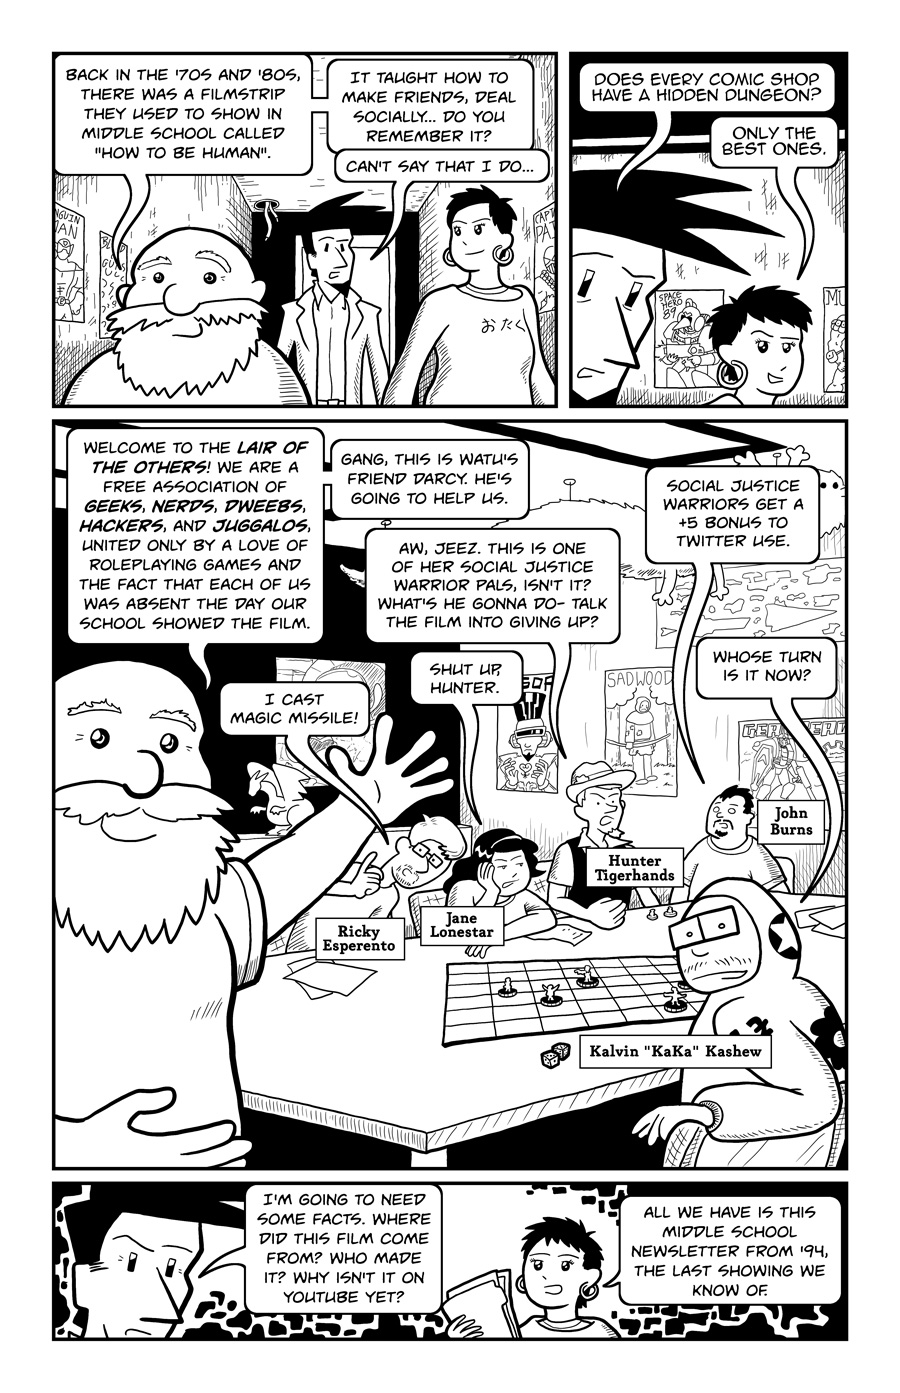 BACK IN THE '70S AND '80S,
THERE WAS A FILMSTRIP
THEY USED TO SHOW IN
MIDDLE SCHOOL CALLED
"HOW TO BE HUMAN".
IT TAUGHT HOW TO
MAKE FRIENDS, DEAL
SOCIALLY... DO YOU
REMEMBER IT?
CAN'T SAY THAT I DO...
おたく
DOES EVERY COMIC SHOP
HAVE A HIDDEN DUNGEON?
ONLY THE
BEST ONES.
SPACE
HERO
89
MU
WELCOME TO THE LAIR OF
THE OTHERS! WE ARE A
FREE ASSOCIATION OF
GEEKS, NERDS, DWEEBS,
HACKERS, AND JUGGALOS,
UNITED ONLY BY A LOVE OF
ROLEPLAYING GAMES AND
THE FACT THAT EACH OF US
WAS ABSENT THE DAY OUR
SCHOOL SHOWED THE FILM.
GANG, THIS IS WATU'S
FRIEND DARCY. HE'S
GOING TO HELP US.
AW, JEEZ. THIS IS ONE
OF HER SOCIAL JUSTICE
WARRIOR PALS, ISN'T IT?
WHAT'S HE GONNA DO- TALK
THE FILM INTO GIVING UP?
SOCIAL JUSTICE
WARRIORS GET A
+5 BONUS TO
TWITTER USE.
I CAST
MAGIC MISSILE!
SHUT UP,
HUNTER.
WHOSE TURN
IS IT NOW?
SADWOOD
John
Burns
Hunter
Tigerhands
Jane
Lonestar
Ricky
Esperento
Kalvin "KaKa" Kashew
I'M GOING TO NEED
SOME FACTS. WHERE
DID THIS FILM COME
FROM? WHO MADE
IT? WHY ISN'T IT ON
YOUTUBE YET?
ALL WE HAVE IS THIS
MIDDLE SCHOOL
NEWSLETTER FROM '94,
THE LAST SHOWING WE
KNOW OF.